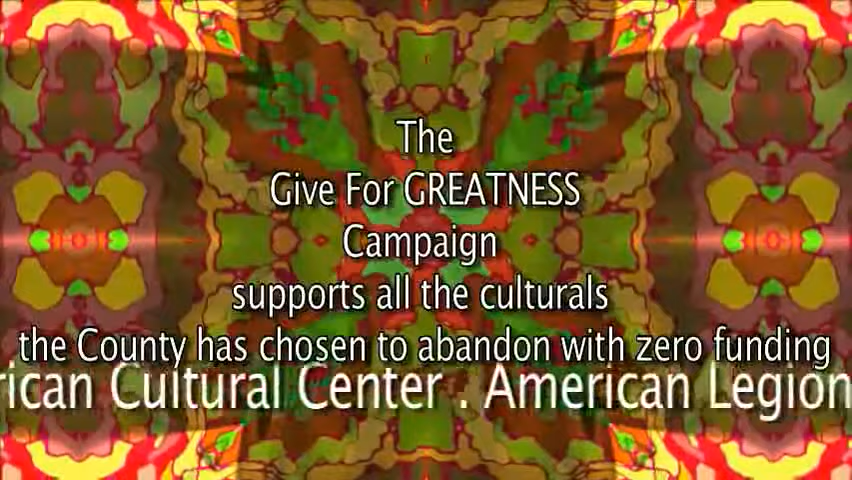 The
Give For GREATNESS
Campaign
supports all the culturals
the County has chosen to abandon with zero funding
rican Cultural Center . American Legion